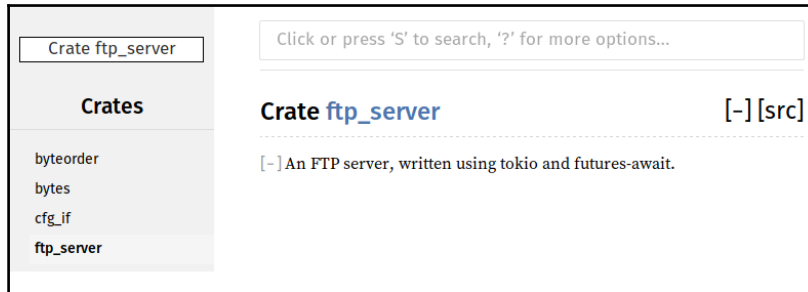 Crate ftp_server
Crates
byteorder
bytes
cfg_if
ftp_server
Click or press ‘S’ to search, ‘?’ for more options...
Crate ftp_server [-] [src]
[-] An FTP server, written using tokio and futures-await.